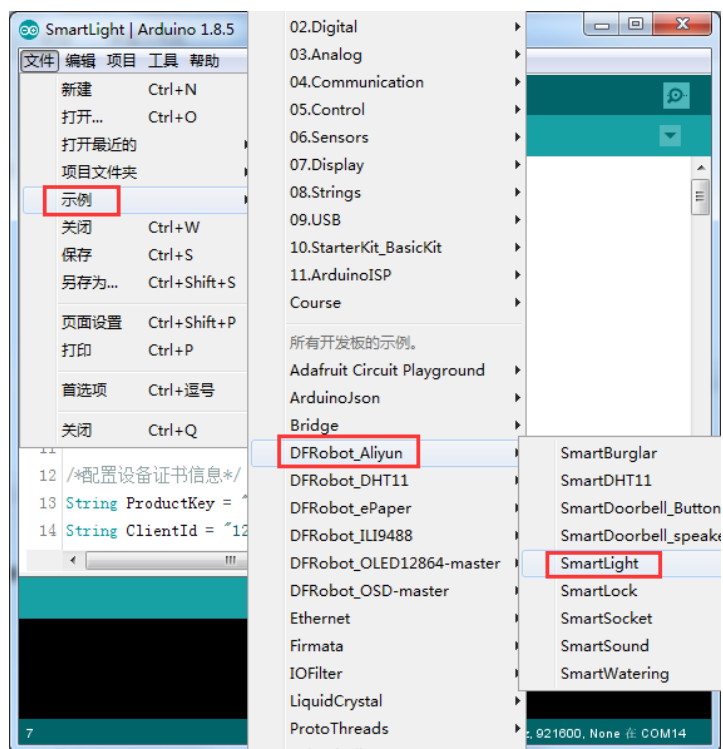 SmartLight | Arduino 1.8.5
文件 编辑 项目 工具 帮助
新建 Ctrl+N
打开... Ctrl+O
打开最近的
项目文件夹
示例
关闭 Ctrl+W
保存 Ctrl+S
另存为... Ctrl+Shift+S
页面设置 Ctrl+Shift+P
打印 Ctrl+P
首选项 Ctrl+逗号
关闭 Ctrl+Q
02.Digital
03.Analog
04.Communication
05.Control
06.Sensors
07.Display
08.Strings
09.USB
10.StarterKit_BasicKit
11.ArduinoISP
Course
所有开发板的示例。
Adafruit Circuit Playground
ArduinoJson
Bridge
DFRobot_Aliyun
DFRobot_DHT11
DFRobot_ePaper
DFRobot_ILI9488
DFRobot_OLED12864-master
DFRobot_OSD-master
Ethernet
Firmata
IOFilter
LiquidCrystal
ProtoThreads
SmartBurglar
SmartDHT11
SmartDoorbell_Button
SmartDoorbell_speake
SmartLight
SmartLock
SmartSocket
SmartSound
SmartWatering
11
12 /*配置设备证书信息*/
13 String ProductKey = "
14 String ClientId = "12
7
z, 921600, None 在 COM14